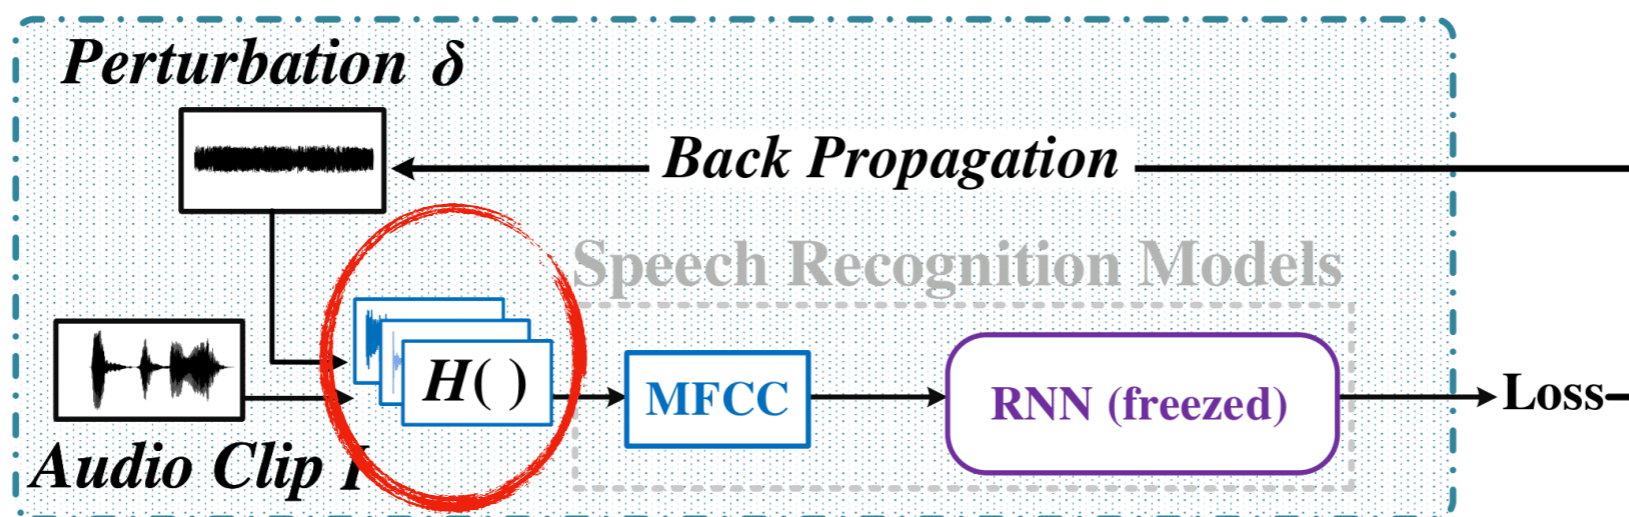 Perturbation δ
Back Propagation
Speech Recognition Models
H( )
MFCC
RNN (freezed)
Loss
Audio Clip I